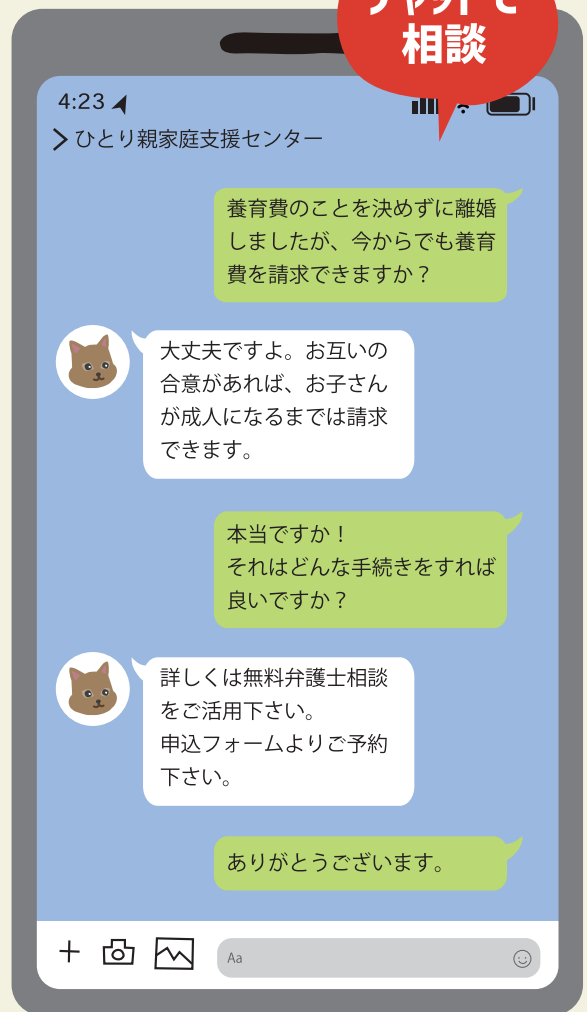 チャットで
相談
4:23
ひとり親家庭支援センター
養育費のことを決めずに離婚
しましたが、今からでも養育
費を請求できますか？
大丈夫ですよ。お互いの
合意があれば、お子さん
が成人になるまでは請求
できます。
本当ですか！
それはどんな手続きをすれば
良いですか？
詳しくは無料弁護士相談
をご活用下さい。
申込フォームよりご予約
下さい。
ありがとうございます。
Aa